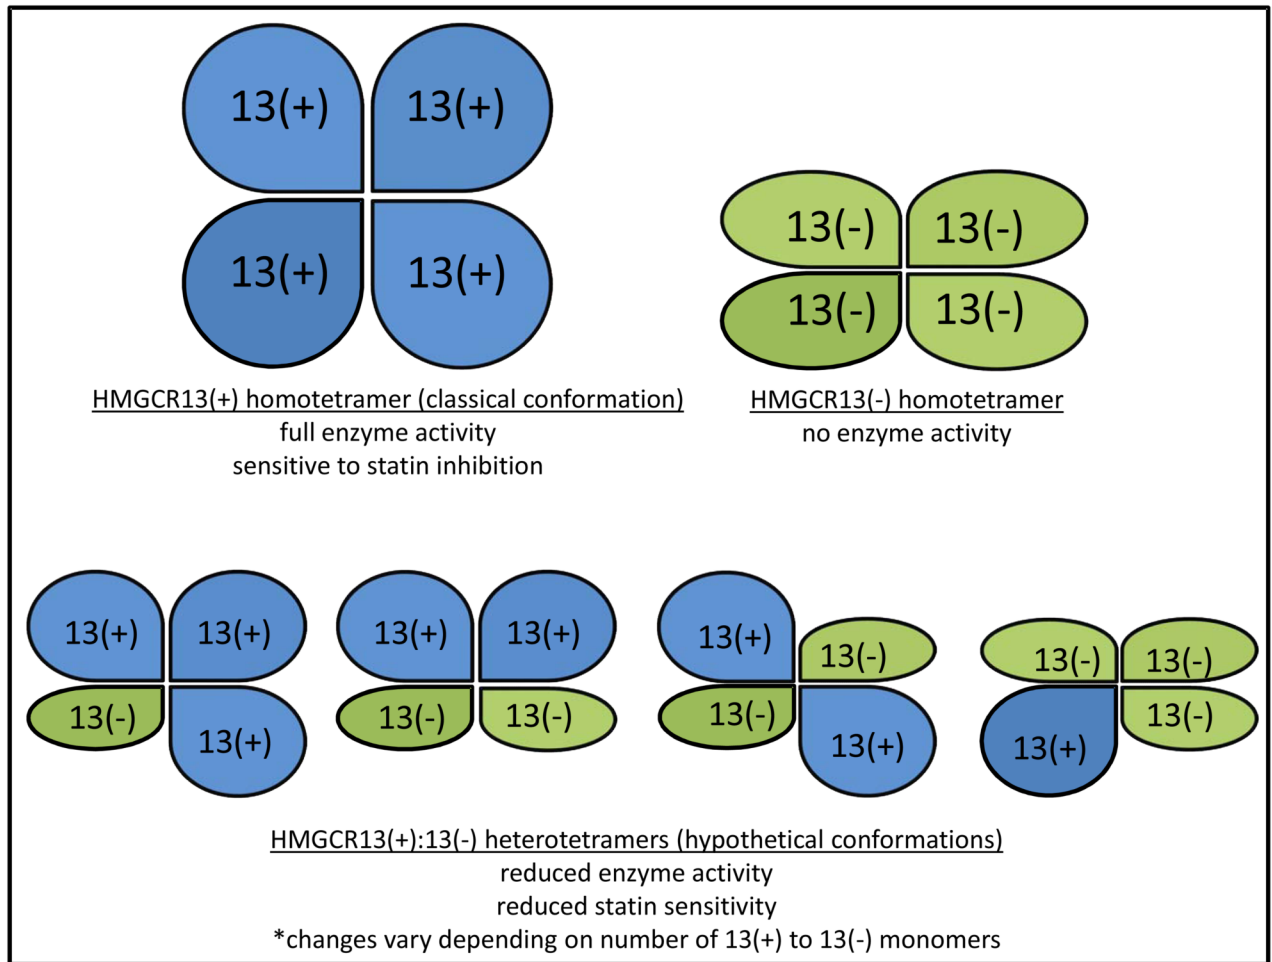 13(+) 13(+)
13(+) 13(+)
HMGCR13(+) homotetramer (classical conformation)
full enzyme activity
sensitive to statin inhibition
13(-) 13(-)
13(-) 13(-)
HMGCR13(-) homotetramer
no enzyme activity
13(+) 13(+)
13(-) 13(+)
13(+) 13(+)
13(-) 13(-)
13(+) 13(-)
13(-) 13(+)
13(-) 13(-)
13(+) 13(-)
HMGCR13(+):13(-) heterotetramers (hypothetical conformations)
reduced enzyme activity
reduced statin sensitivity
*changes vary depending on number of 13(+) to 13(-) monomers